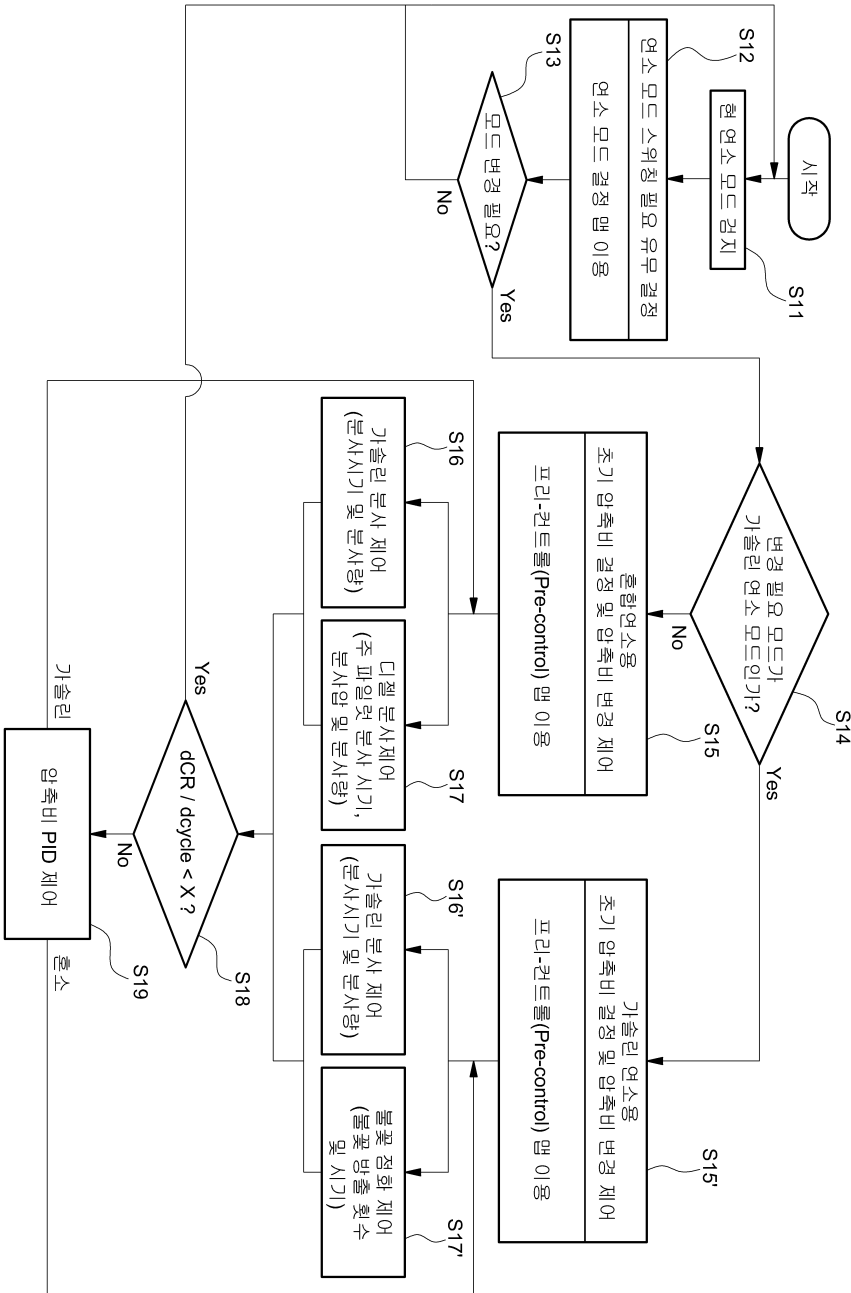 시작
S11
현 연소 모드 검지
S12
연소 모드 스위칭 필요 유무 결정
연소 모드 결정 맵 이용
S13
모드 변경 필요?
No
Yes
S14
변경 필요 모드가
가솔린 연소 모드인가?
No
Yes
S15
혼합연소용
초기 압축비 결정 및 압축비 변경 제어
프리-컨트롤(Pre-control) 맵 이용
S15'
가솔린 연소용
초기 압축비 결정 및 압축비 변경 제어
프리-컨트롤(Pre-control) 맵 이용
S16
가솔린 분사 제어
(분사시기 및 분사량)
S17
디젤 분사제어
(주 파일럿 분사 시기,
분사압 및 분사량)
S16'
가솔린 분사 제어
(분사시기 및 분사량)
S17'
불꽃 점화 제어
(불꽃 방출 횟수
및 시기)
S18
dCR / dcycle < X ?
Yes
No
S19
압축비 PID 제어
가솔린
혼소